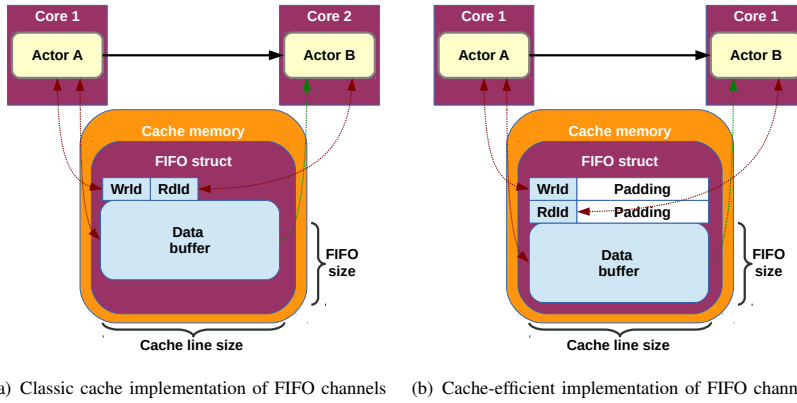 Core 1
Core 2
Actor A
Actor B
Cache memory
FIFO struct
WrId
RdId
Data
buffer
FIFO
size
Cache line size
a) Classic cache implementation of FIFO channels
Core 1
Core 1
Actor A
Actor B
Cache memory
FIFO struct
WrId
Padding
RdId
Padding
Data
buffer
FIFO
size
Cache line size
(b) Cache-efficient implementation of FIFO chann